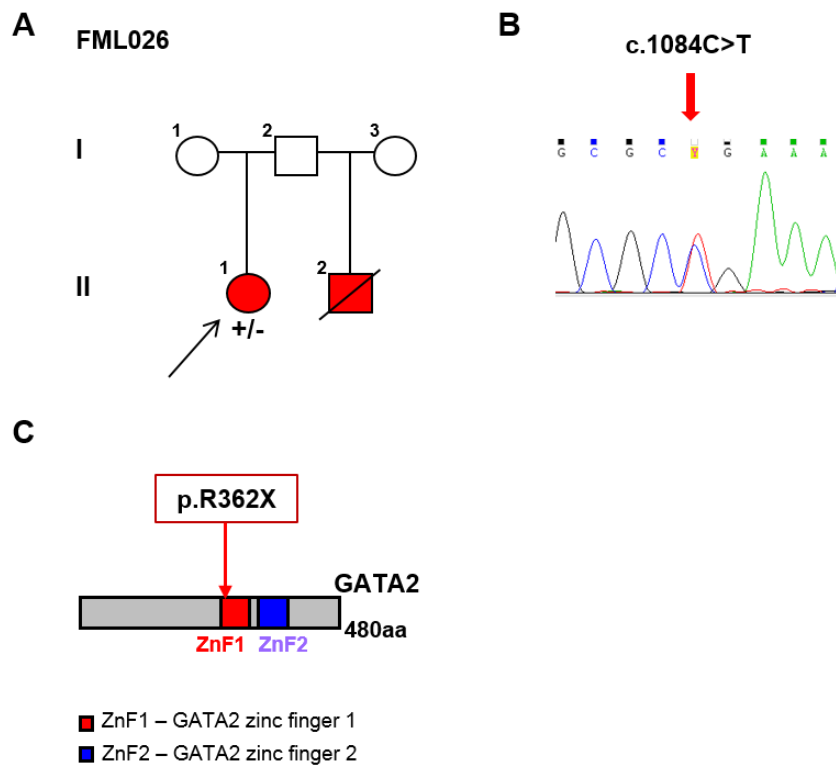 A
FML026
I
1
2
3
II
1
2
+/-
B
c.1084C>T
G C G C Y G A A A
C
p.R362X
GATA2
480aa
ZnF1
ZnF2
ZnF1 – GATA2 zinc finger 1
ZnF2 – GATA2 zinc finger 2